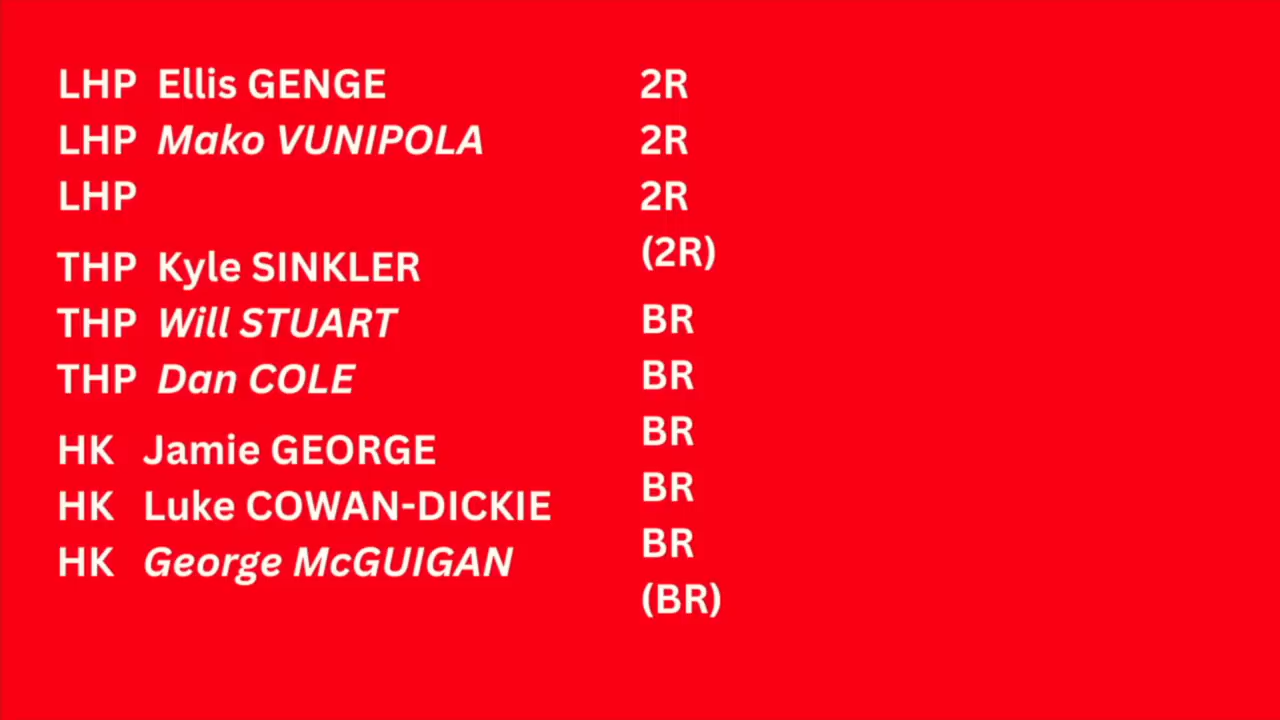 LHP Ellis GENGE
LHP Mako VUNIPOLA
LHP
THP Kyle SINKLER
THP Will STUART
THP Dan COLE
HK Jamie GEORGE
HK Luke COWAN-DICKIE
HK George McGUIGAN
2R
2R
2R
(2R)
BR
BR
BR
BR
BR
(BR)